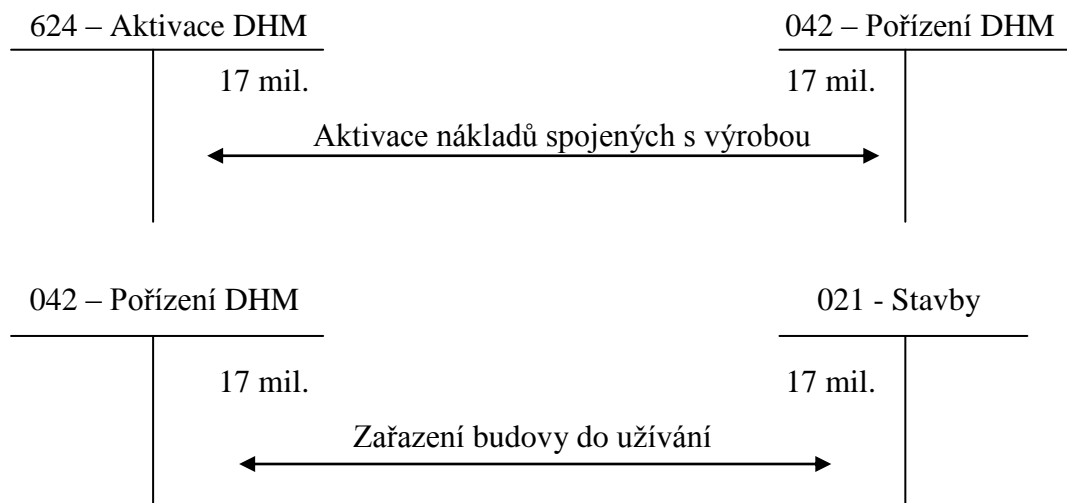 624 – Aktivace DHM 042 – Pořízení DHM
17 mil. 17 mil.
Aktivace nákladů spojených s výrobou
042 – Pořízení DHM 021 - Stavby
17 mil. 17 mil.
Zařazení budovy do užívání